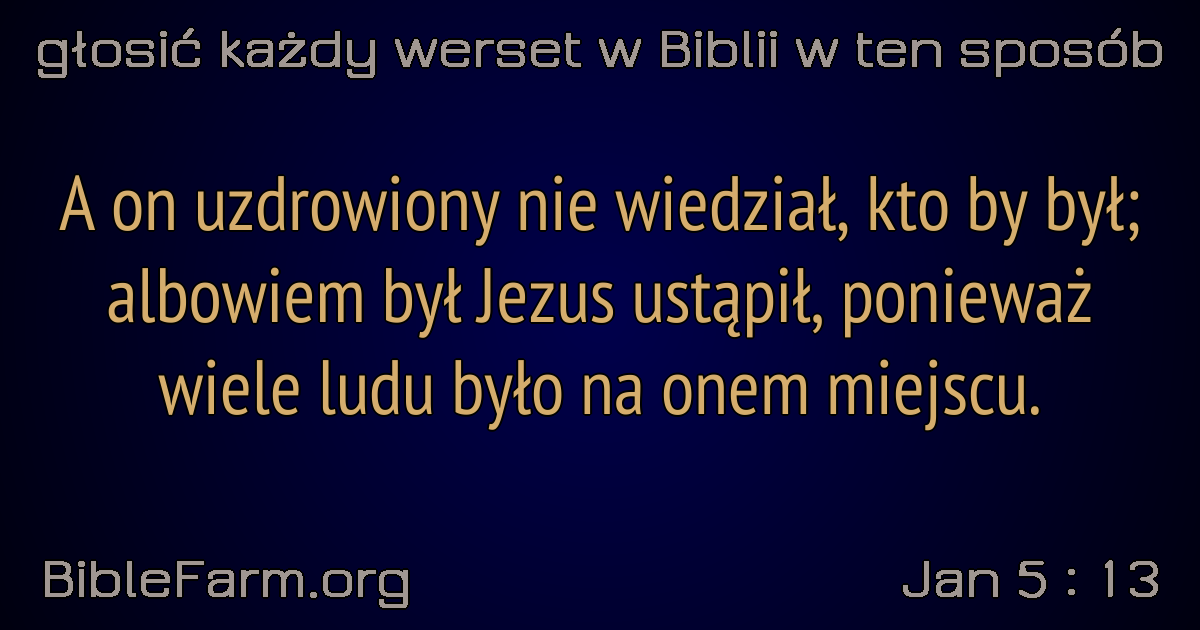 głosić każdy werset w Biblii w ten sposób
A on uzdrowiony nie wiedział, kto by był;
albowiem był Jezus ustąpił, ponieważ
wiele ludu było na onem miejscu.
BibleFarm.org
Jan 5 : 13